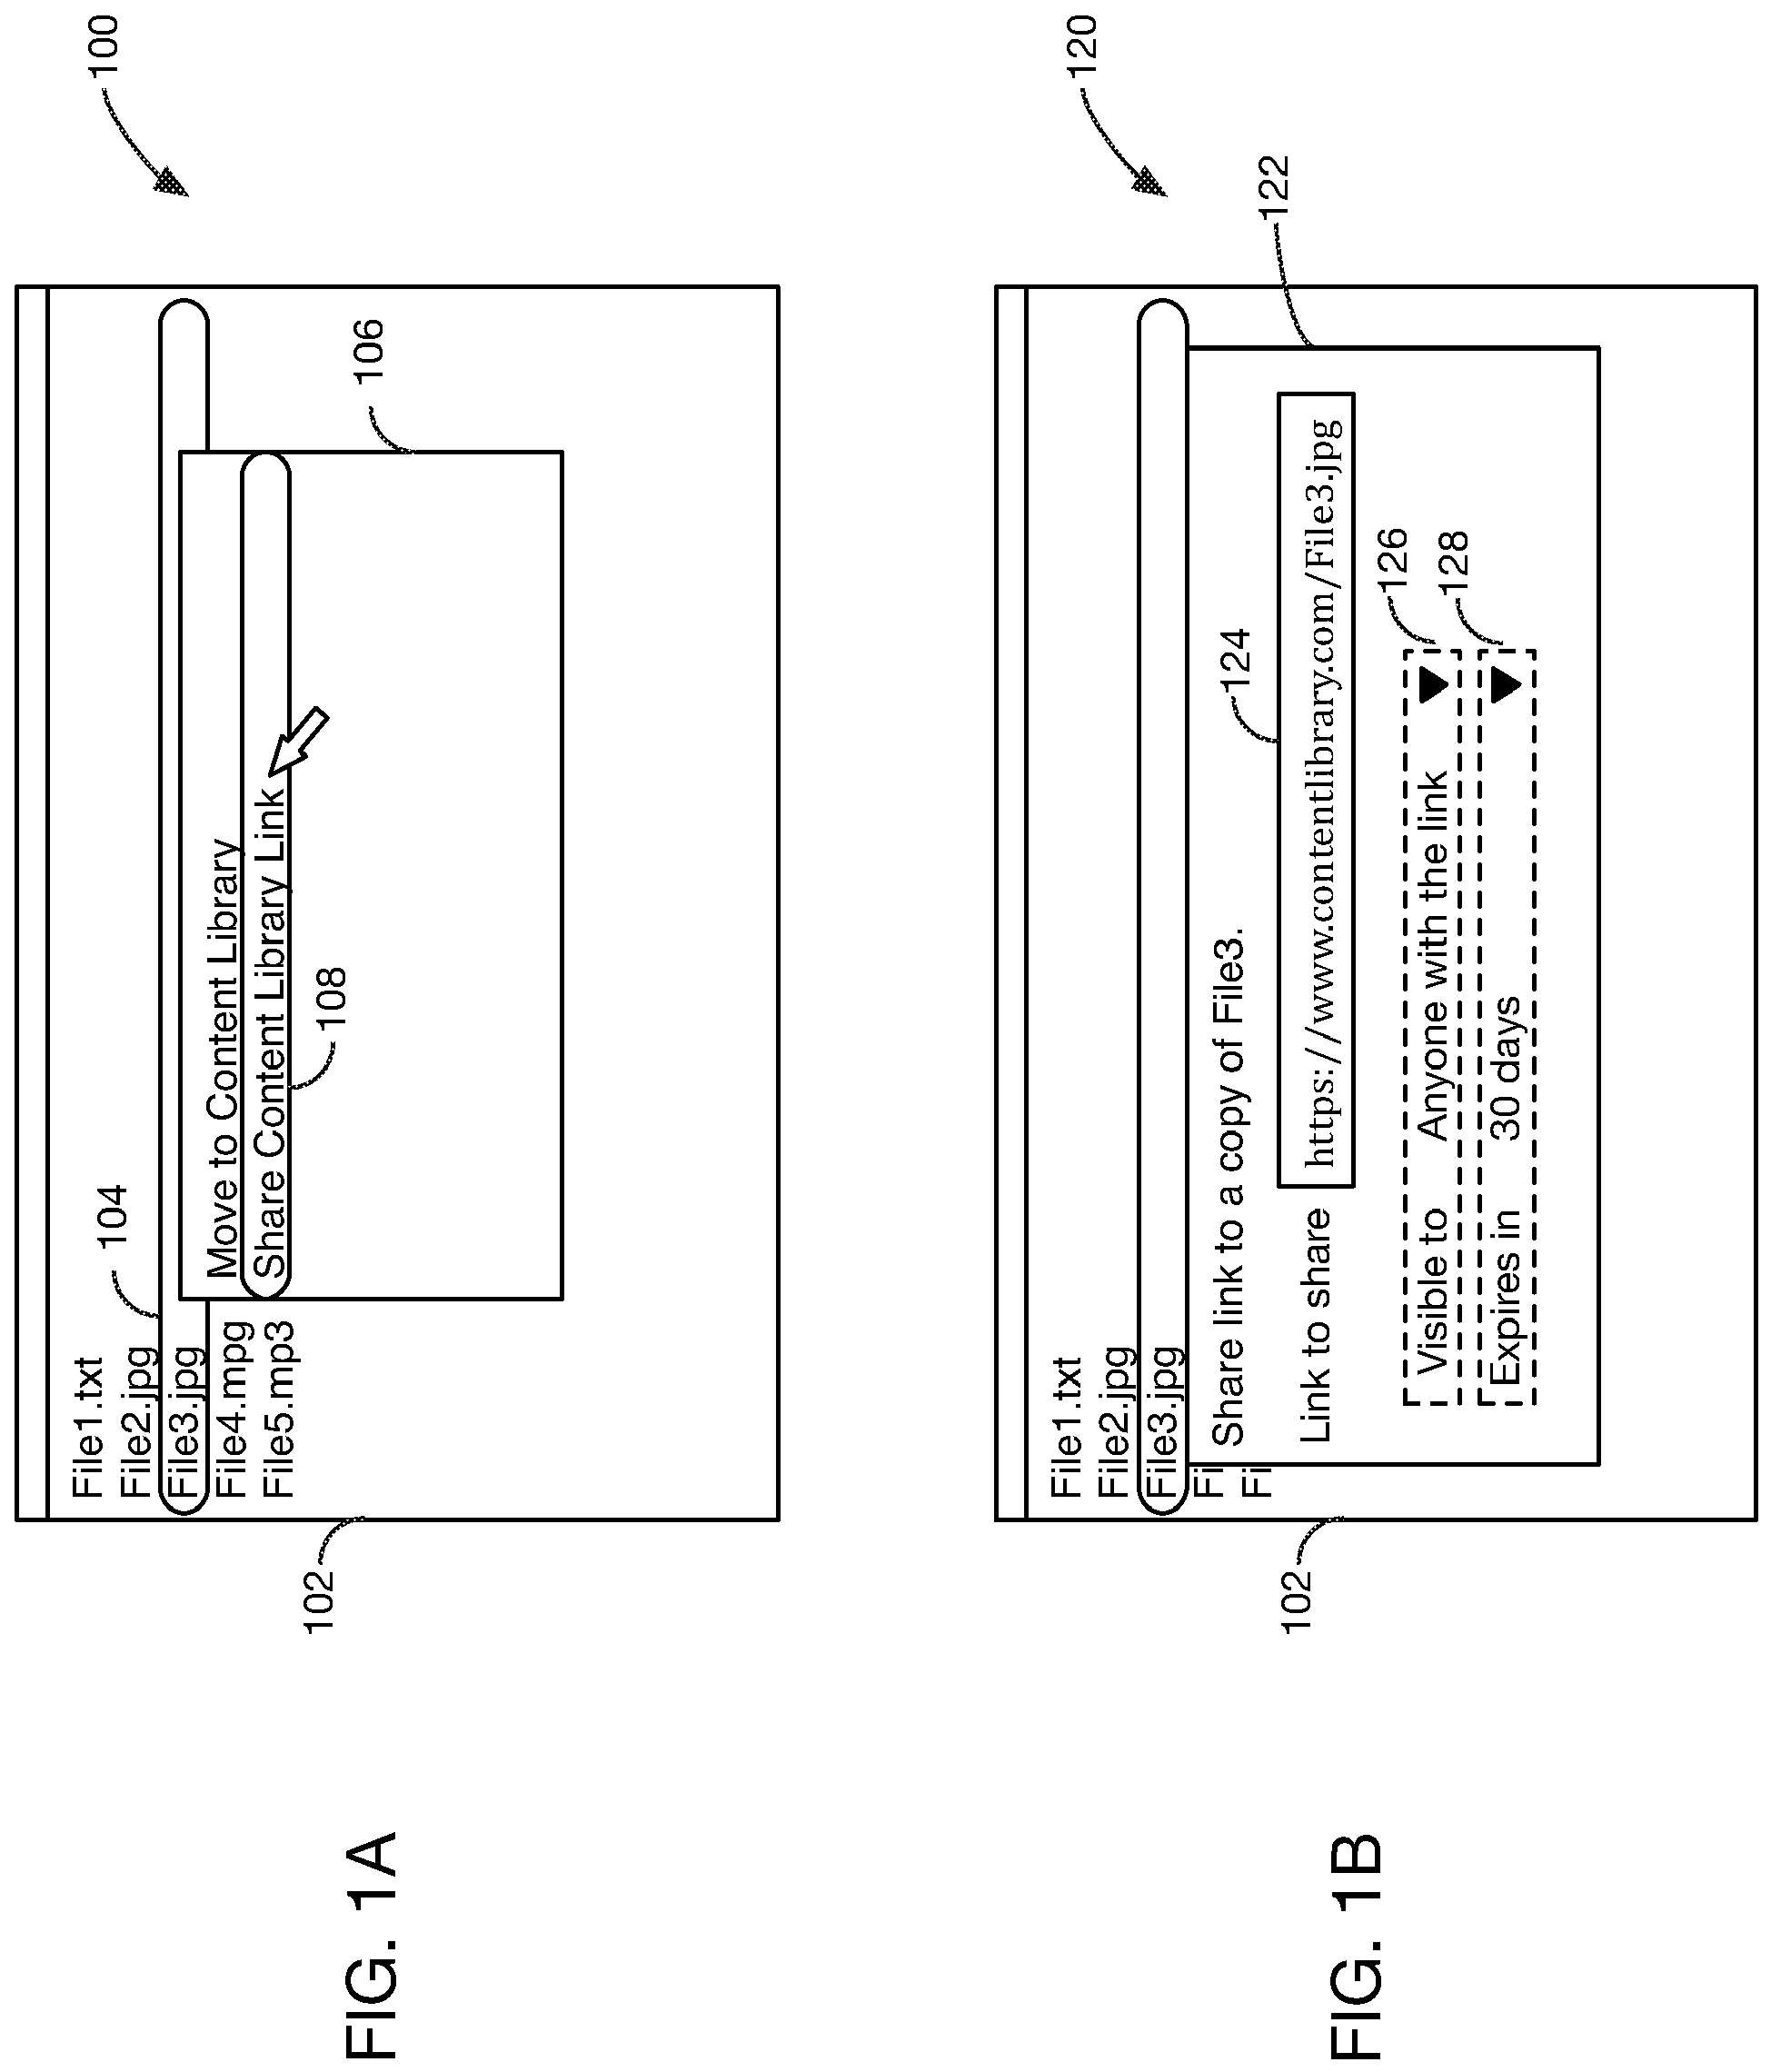 100
File1.txt
File2.jpg
File3.jpg
File4.mpg
File5.mp3
104
Move to Content Library
Share Content Library Link
108
106
102
FIG. 1A
120
File1.txt
File2.jpg
File3.jpg
Fi
Fi
Share link to a copy of File3.
122
124
Link to share https://www.contentlibrary.com/File3.jpg
Visible to Anyone with the link
126
Expires in 30 days
128
102
FIG. 1B